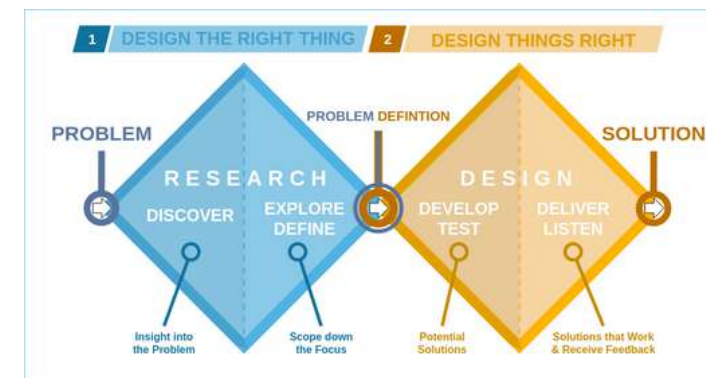 1 DESIGN THE RIGHT THING
2 DESIGN THINGS RIGHT
PROBLEM
PROBLEM DEFINTION
SOLUTION
RESEARCH
DISCOVER
EXPLORE
DEFINE
DESIGN
DEVELOP
TEST
DELIVER
LISTEN
Insight into
the Problem
Scope down
the Focus
Potential
Solutions
Solutions that Work
& Receive Feedback